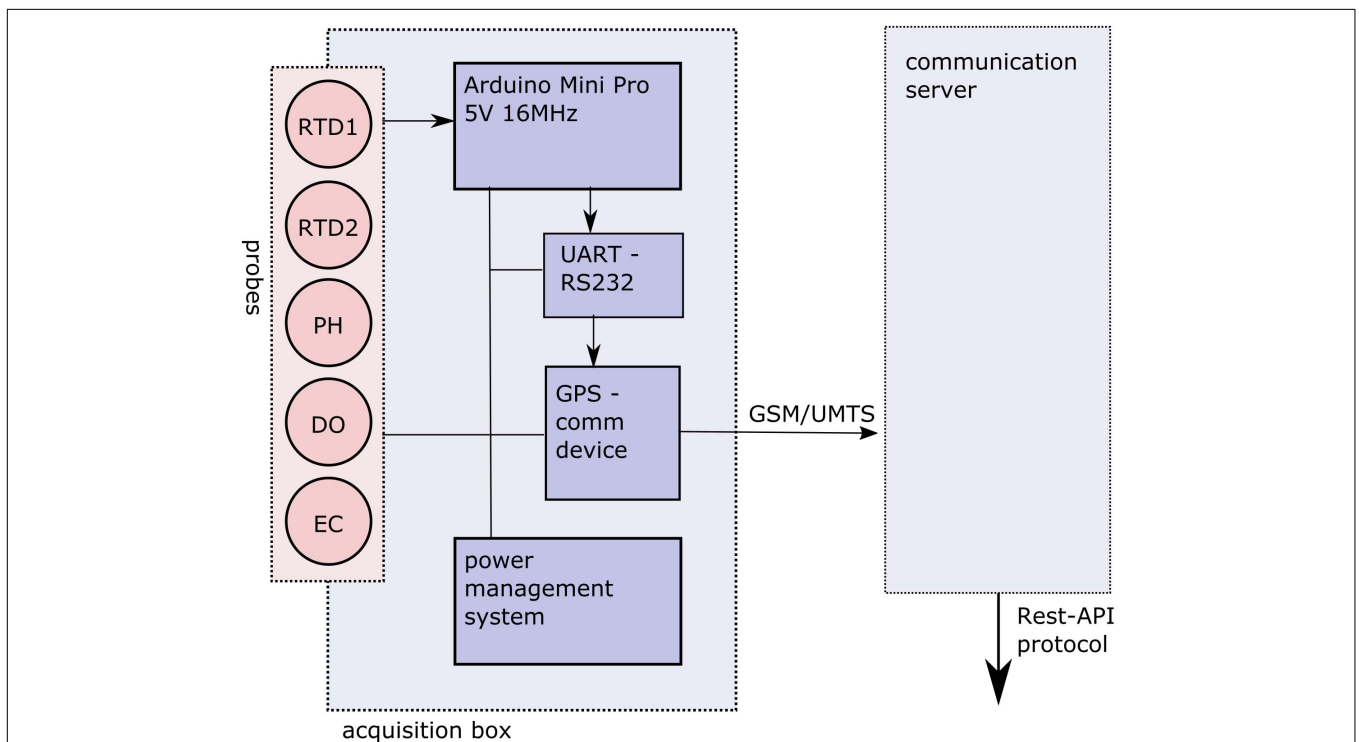 probes
RTD1
RTD2
PH
DO
EC
Arduino Mini Pro
5V 16MHz
UART -
RS232
GPS -
comm
device
power
management
system
acquisition box
GSM/UMTS
communication
server
Rest-API
protocol